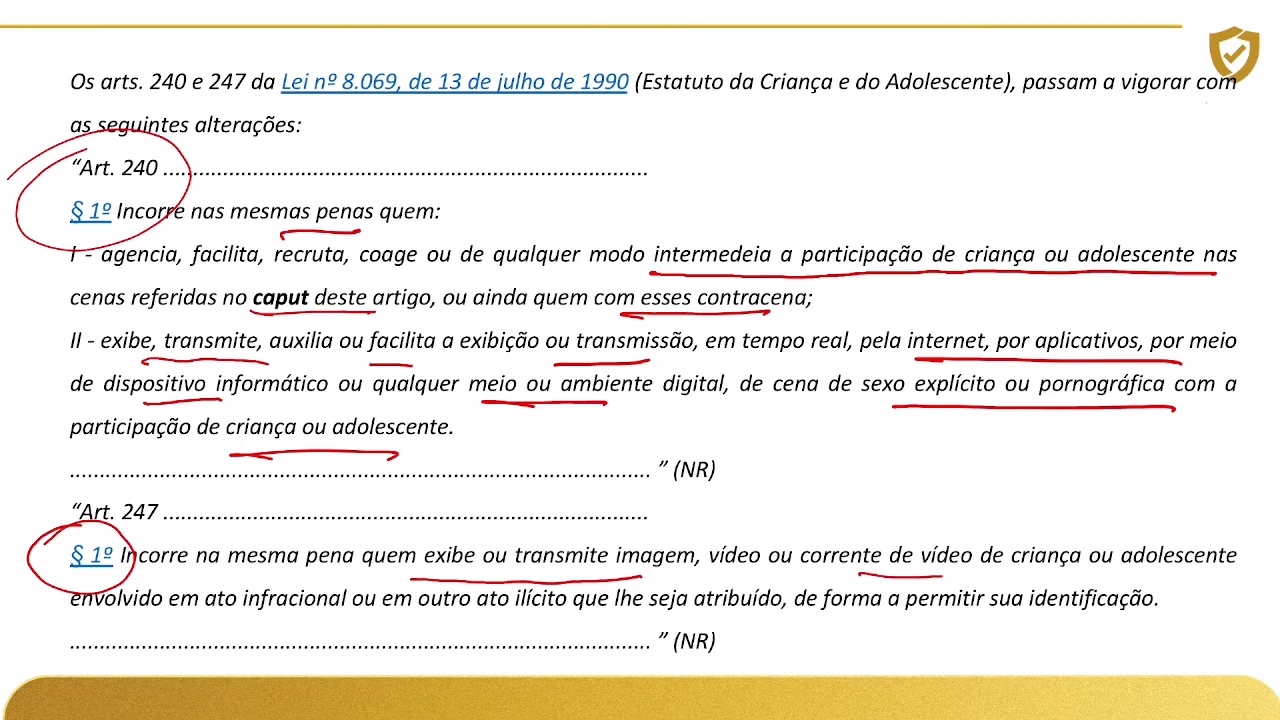 Os arts. 240 e 247 da Lei nº 8.069, de 13 de julho de 1990 (Estatuto da Criança e do Adolescente), passam a vigorar com
as seguintes alterações:
“Art. 240 .................................................................................
§ 1º Incorre nas mesmas penas quem:
I - agencia, facilita, recruta, coage ou de qualquer modo intermedeia a participação de criança ou adolescente nas
cenas referidas no caput deste artigo, ou ainda quem com esses contracena;
II - exibe, transmite, auxilia ou facilita a exibição ou transmissão, em tempo real, pela internet, por aplicativos, por meio
de dispositivo informático ou qualquer meio ou ambiente digital, de cena de sexo explícito ou pornográfica com a
participação de criança ou adolescente.
................................................................................................. ” (NR)
“Art. 247 .................................................................................
§ 1º Incorre na mesma pena quem exibe ou transmite imagem, vídeo ou corrente de vídeo de criança ou adolescente
envolvido em ato infracional ou em outro ato ilícito que lhe seja atribuído, de forma a permitir sua identificação.
................................................................................................. ” (NR)